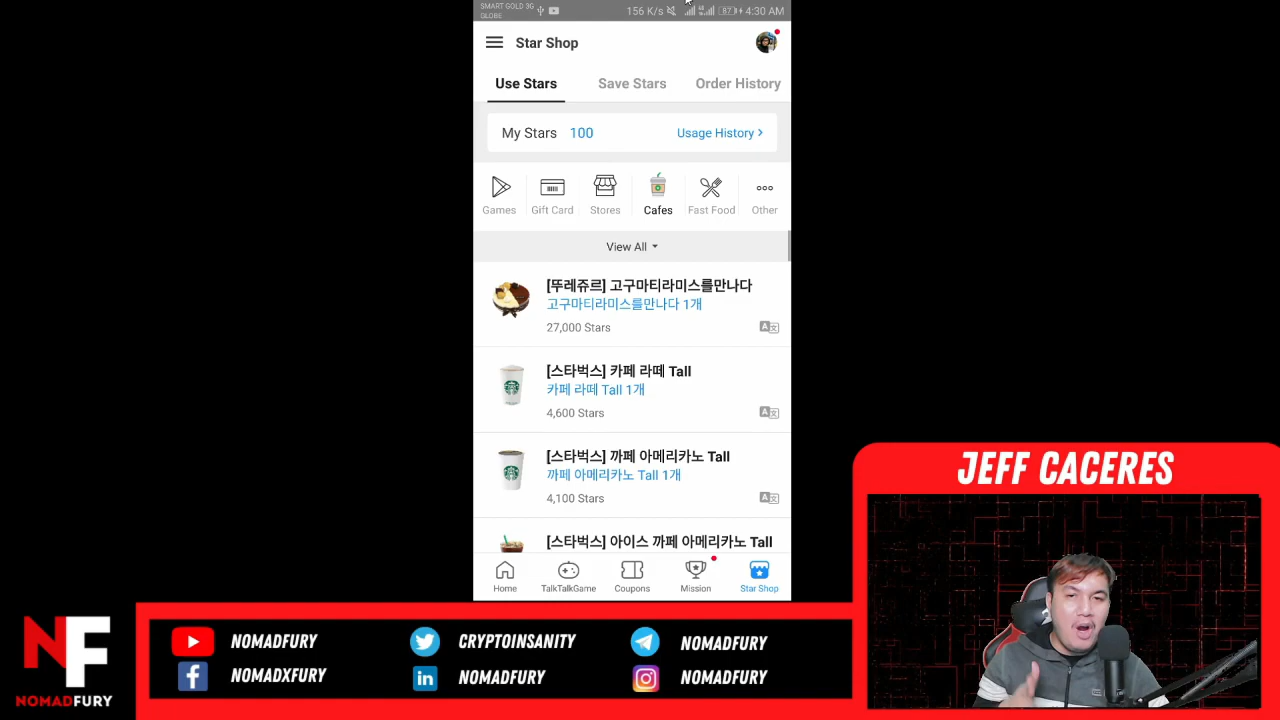 SMART GOLD 3G
GLOBE
156 K/s
87
4:30 AM
Star Shop
Use Stars
Save Stars
Order History
My Stars 100
Usage History >
Games
Gift Card
Stores
Cafes
Fast Food
Other
View All
[뚜레쥬르] 고구마티라미스를만나다
고구마티라미스를만나다 1개
27,000 Stars
[스타벅스] 카페 라떼 Tall
카페 라떼 Tall 1개
4,600 Stars
[스타벅스] 까페 아메리카노 Tall
까페 아메리카노 Tall 1개
4,100 Stars
[스타벅스] 아이스 까페 아메리카노 Tall
Home
TalkTalkGame
Coupons
Mission
Star Shop
JEFF CACERES
NF
NOMADFURY
NOMADFURY
CRYPTOINSANITY
NOMADFURY
NOMADXFURY
NOMADFURY
NOMADFURY